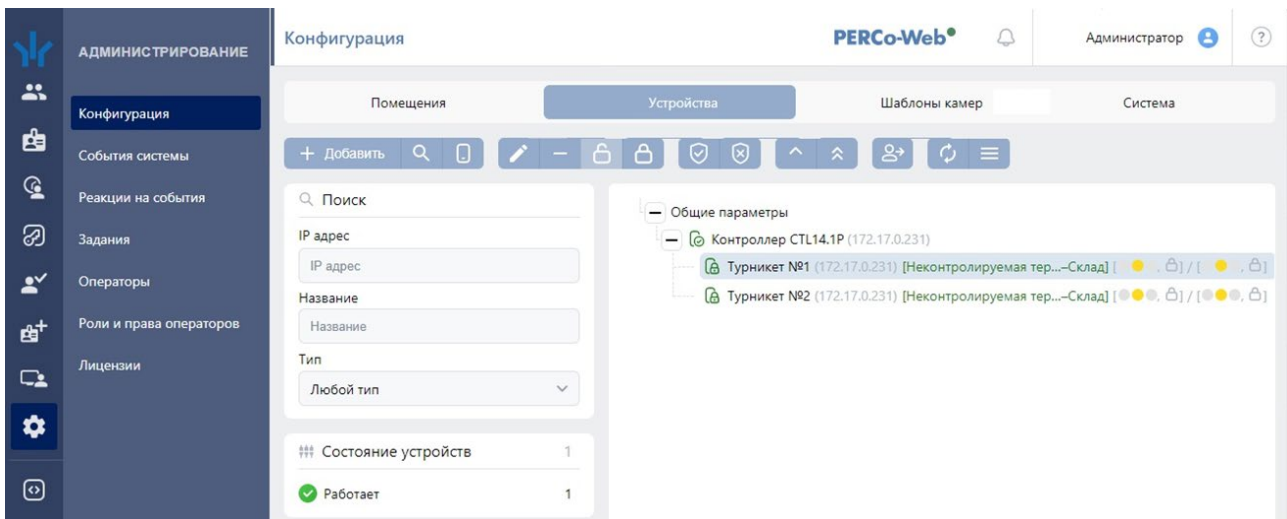 Конфигурация
PERCo-Web
Администратор
?
АДМИНИСТРИРОВАНИЕ
Конфигурация
События системы
Реакции на события
Задания
Операторы
Роли и права операторов
Лицензии
Помещения
Устройства
Шаблоны камер
Система
+ Добавить
Поиск
IP адрес
IP адрес
Название
Название
Тип
Любой тип
Состояние устройств 1
Работает 1
Общие параметры
Контроллер CTL14.1P (172.17.0.231)
Турникет №1 (172.17.0.231) [Неконтролируемая тер...–Склад] [ , ] / [ , ]
Турникет №2 (172.17.0.231) [Неконтролируемая тер...–Склад] [ , ] / [ , ]